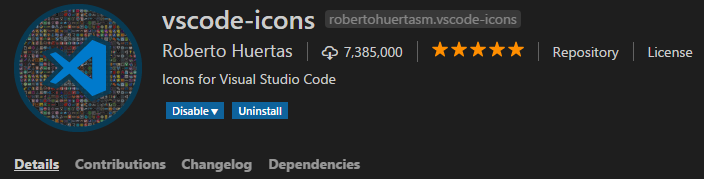 vscode-icons robertohuertasm.vscode-icons
Roberto Huertas 7,385,000 Repository License
Icons for Visual Studio Code
Disable Uninstall
Details Contributions Changelog Dependencies